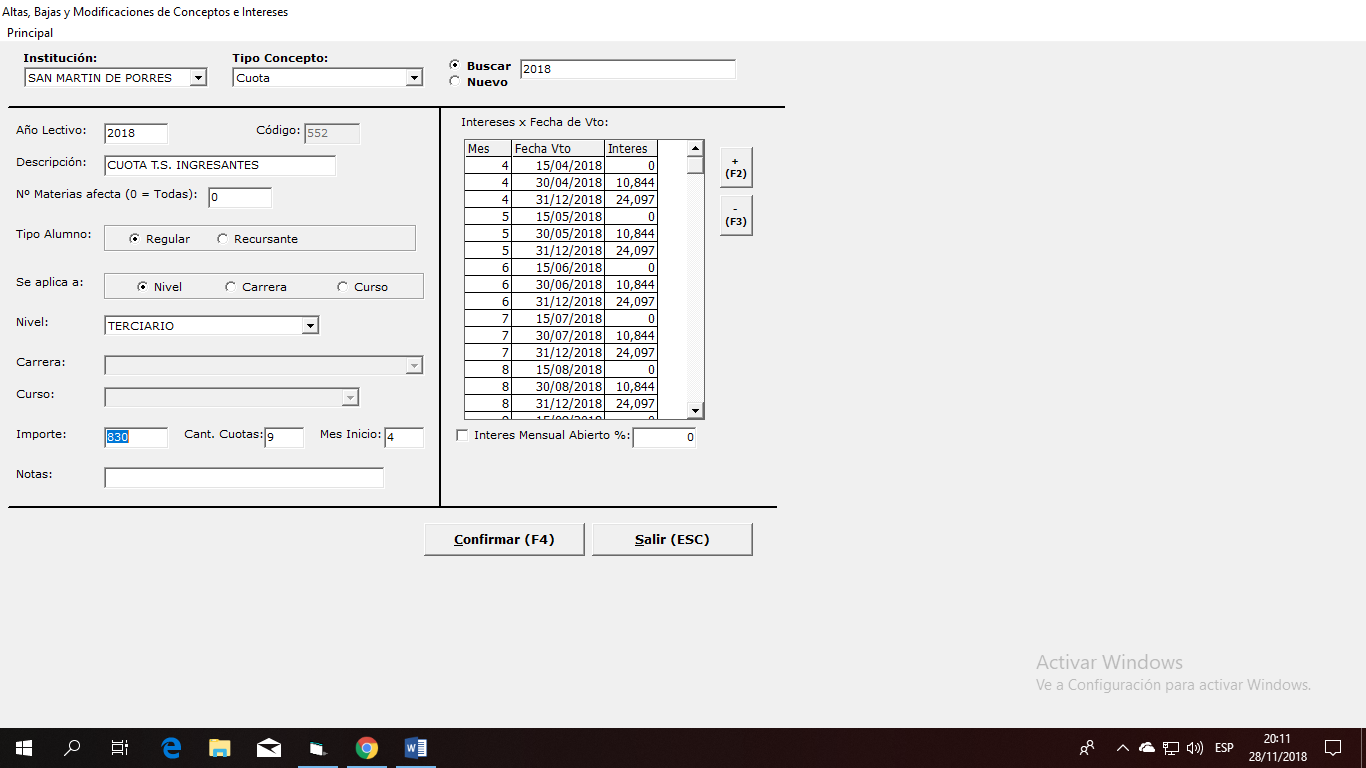 Altas, Bajas y Modificaciones de Conceptos e Intereses
Principal
Institución:
SAN MARTIN DE PORRES
Tipo Concepto:
Cuota
Buscar
Nuevo
2018
Año Lectivo: 2018 Código: 552
Descripción: CUOTA T.S. INGRESANTES
Nº Materias afecta (0 = Todas): 0
Tipo Alumno: Regular Recursante
Se aplica a: Nivel Carrera Curso
Nivel: TERCIARIO
Carrera:
Curso:
Importe: 830 Cant. Cuotas: 9 Mes Inicio: 4
Notas:
Intereses x Fecha de Vto:
Mes Fecha Vto Interes
4 15/04/2018 0
4 30/04/2018 10,844
4 31/12/2018 24,097
5 15/05/2018 0
5 30/05/2018 10,844
5 31/12/2018 24,097
6 15/06/2018 0
6 30/06/2018 10,844
6 31/12/2018 24,097
7 15/07/2018 0
7 30/07/2018 10,844
7 31/12/2018 24,097
8 15/08/2018 0
8 30/08/2018 10,844
8 31/12/2018 24,097
+
(F2)
-
(F3)
Interes Mensual Abierto %: 0
Confirmar (F4) Salir (ESC)
Activar Windows
Ve a Configuración para activar Windows.
ESP
20:11
28/11/2018